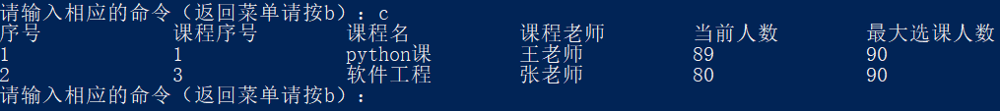 请输入相应的命令（返回菜单请按b）：c
序号 课程序号 课程名 课程老师 当前人数 最大选课人数
1 1 python课 王老师 89 90
2 3 软件工程 张老师 80 90
请输入相应的命令（返回菜单请按b）：